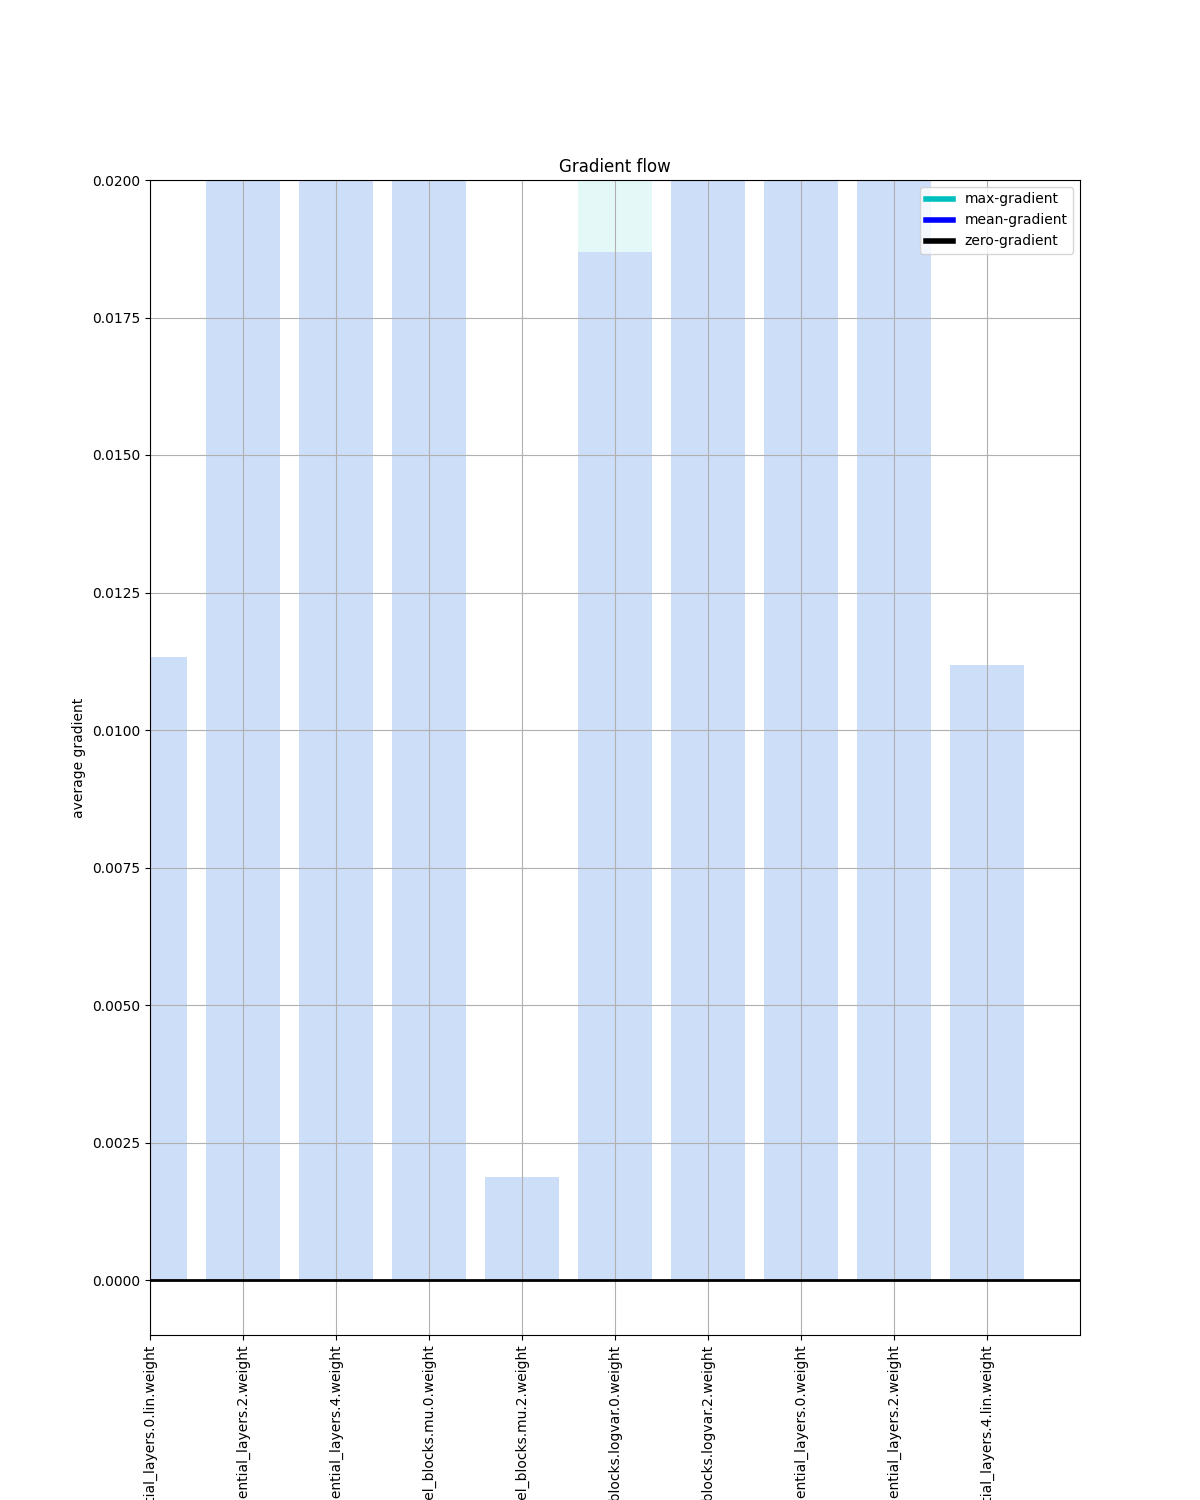 Gradient flow
max-gradient
mean-gradient
zero-gradient
0.0200
0.0175
0.0150
0.0125
0.0100
0.0075
0.0050
0.0025
0.0000
average gradient
tial_layers.0.lin.weight
ential_layers.2.weight
ential_layers.4.weight
el_blocks.mu.0.weight
el_blocks.mu.2.weight
blocks.logvar.0.weight
blocks.logvar.2.weight
ential_layers.0.weight
ential_layers.2.weight
tial_layers.4.lin.weight